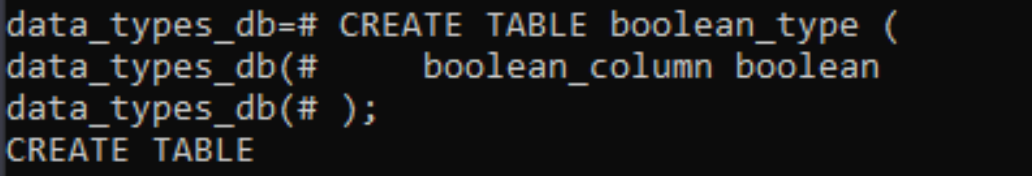 data_types_db=# CREATE TABLE boolean_type (
data_types_db(#     boolean_column boolean
data_types_db(# );
CREATE TABLE